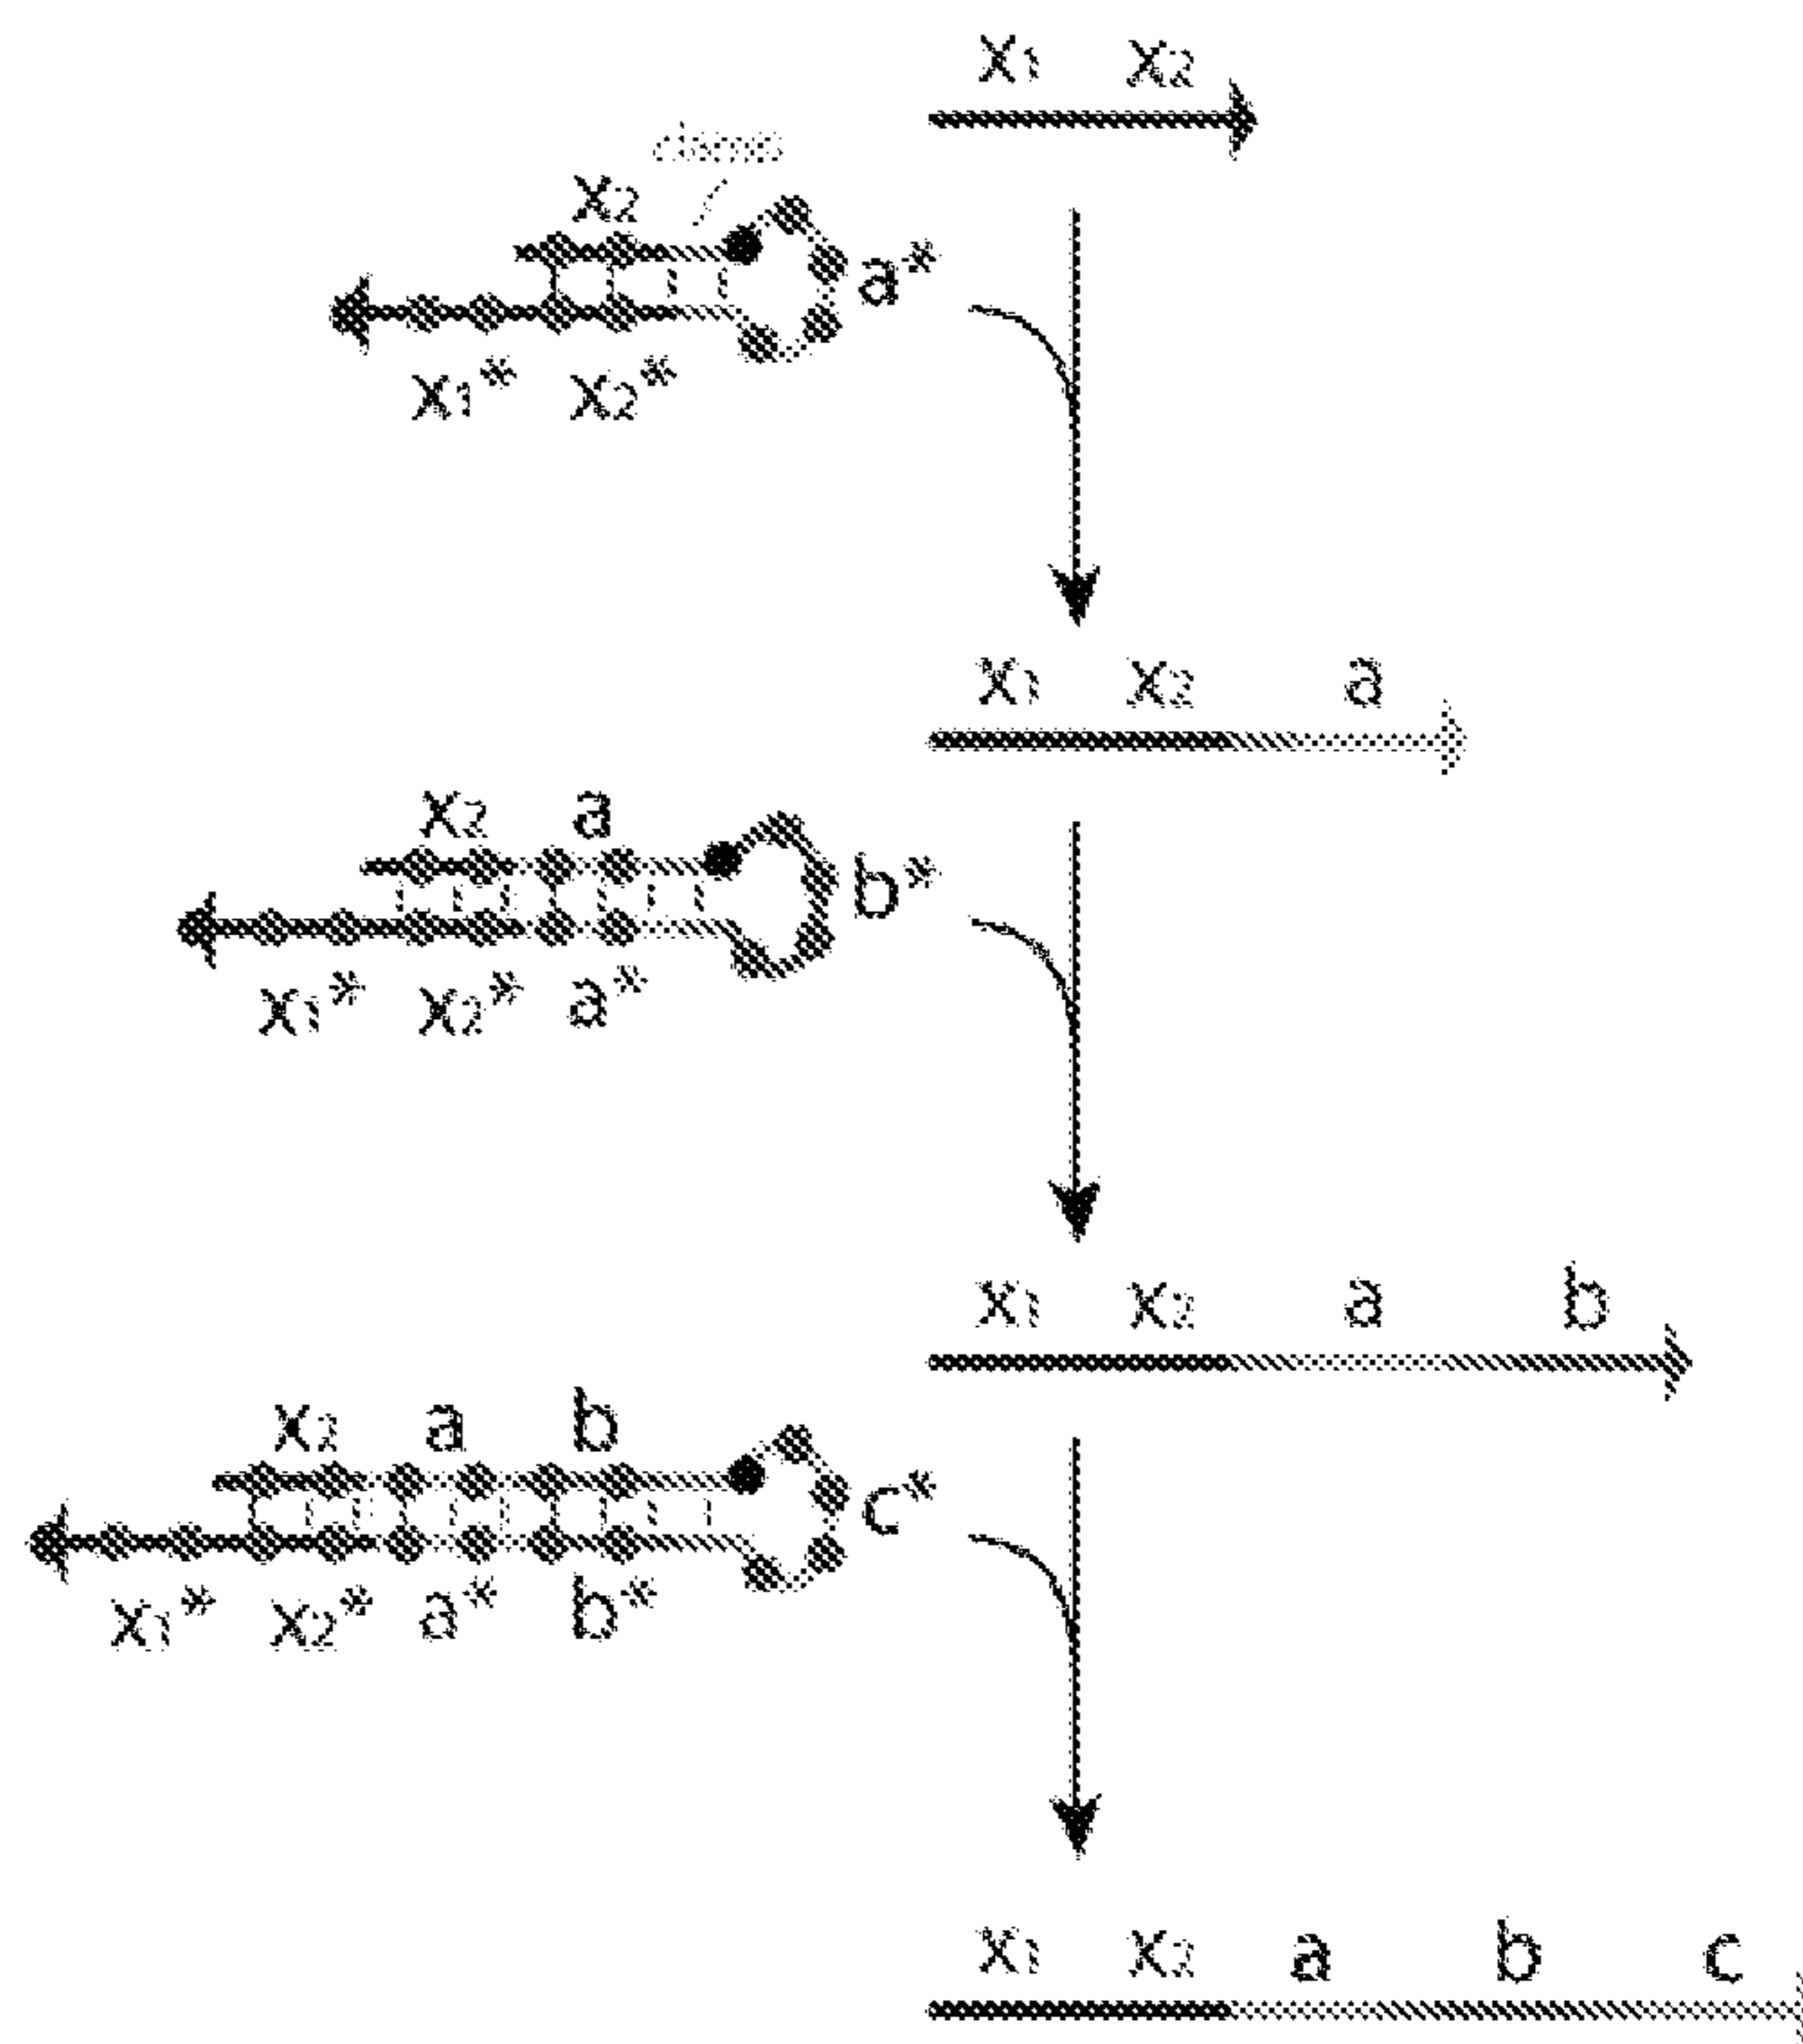 x1 x2
x2
a*
x1* x2*
x1 x2 a
x2 a
b*
x1* x2* a*
x1 x2 a b
x2 a b
c*
x1* x2* a* b*
x1 x2 a b c